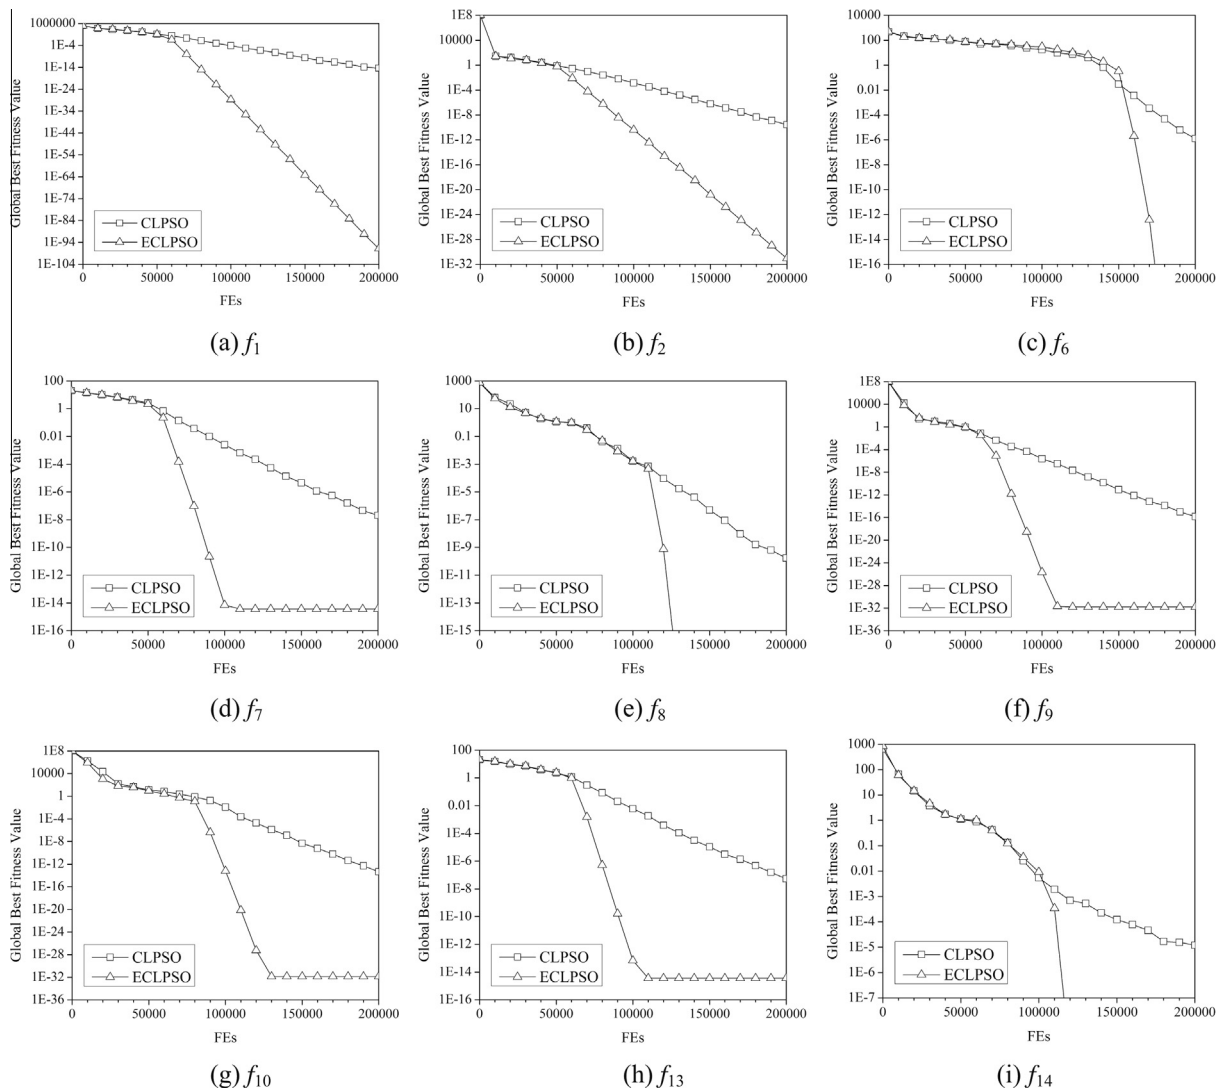 Global Best Fitness Value
1000000
1E-4
1E-14
1E-24
1E-34
1E-44
1E-54
1E-64
1E-74
1E-84
1E-94
1E-104
CLPSO
ECLPSO
0 50000 100000 150000 200000
FEs
(a) f1
Global Best Fitness Value
1E8
10000
1
1E-4
1E-8
1E-12
1E-16
1E-20
1E-24
1E-28
1E-32
CLPSO
ECLPSO
0 50000 100000 150000 200000
FEs
(b) f2
Global Best Fitness Value
10000
100
1
0.01
1E-4
1E-6
1E-8
1E-10
1E-12
1E-14
1E-16
CLPSO
ECLPSO
0 50000 100000 150000 200000
FEs
(c) f6
Global Best Fitness Value
100
1
0.01
1E-4
1E-6
1E-8
1E-10
1E-12
1E-14
1E-16
CLPSO
ECLPSO
0 50000 100000 150000 200000
FEs
(d) f7
Global Best Fitness Value
1000
10
0.1
1E-3
1E-5
1E-7
1E-9
1E-11
1E-13
1E-15
CLPSO
ECLPSO
0 50000 100000 150000 200000
FEs
(e) f8
Global Best Fitness Value
1E8
10000
1
1E-4
1E-8
1E-12
1E-16
1E-20
1E-24
1E-28
1E-32
1E-36
CLPSO
ECLPSO
0 50000 100000 150000 200000
FEs
(f) f9
Global Best Fitness Value
1E8
10000
1
1E-4
1E-8
1E-12
1E-16
1E-20
1E-24
1E-28
1E-32
1E-36
CLPSO
ECLPSO
0 50000 100000 150000 200000
FEs
(g) f10
Global Best Fitness Value
100
1
0.01
1E-4
1E-6
1E-8
1E-10
1E-12
1E-14
1E-16
CLPSO
ECLPSO
0 50000 100000 150000 200000
FEs
(h) f13
Global Best Fitness Value
1000
100
10
1
0.1
0.01
1E-3
1E-4
1E-5
1E-6
1E-7
CLPSO
ECLPSO
0 50000 100000 150000 200000
FEs
(i) f14